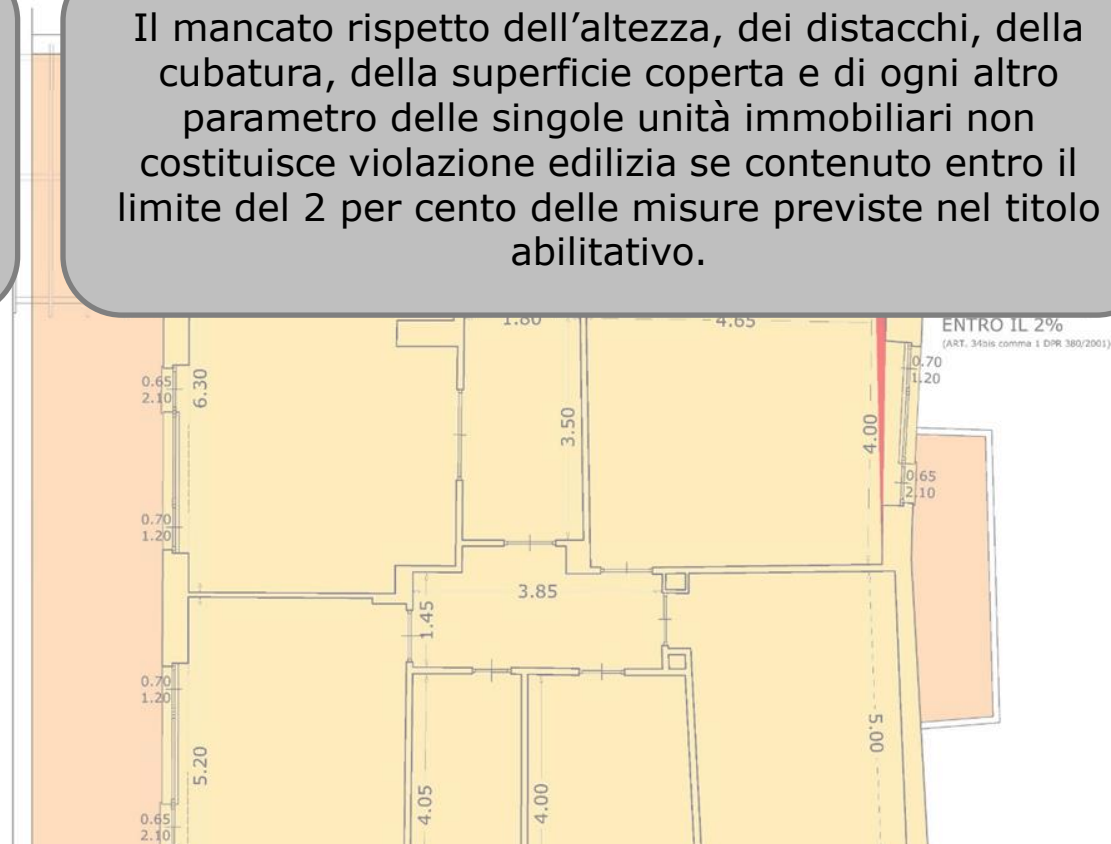 Il mancato rispetto dell’altezza, dei distacchi, della
cubatura, della superficie coperta e di ogni altro
parametro delle singole unità immobiliari non
costituisce violazione edilizia se contenuto entro il
limite del 2 per cento delle misure previste nel titolo
abilitativo.
1.80
4.65
ENTRO IL 2%
(ART. 34bis comma 1 DPR 380/2001)
0.70
1.20
0.65
2.10
6.30
3.50
4.00
0.65
2.10
0.70
1.20
3.85
1.45
0.70
1.20
5.00
5.20
4.05
4.00
0.65
2.10